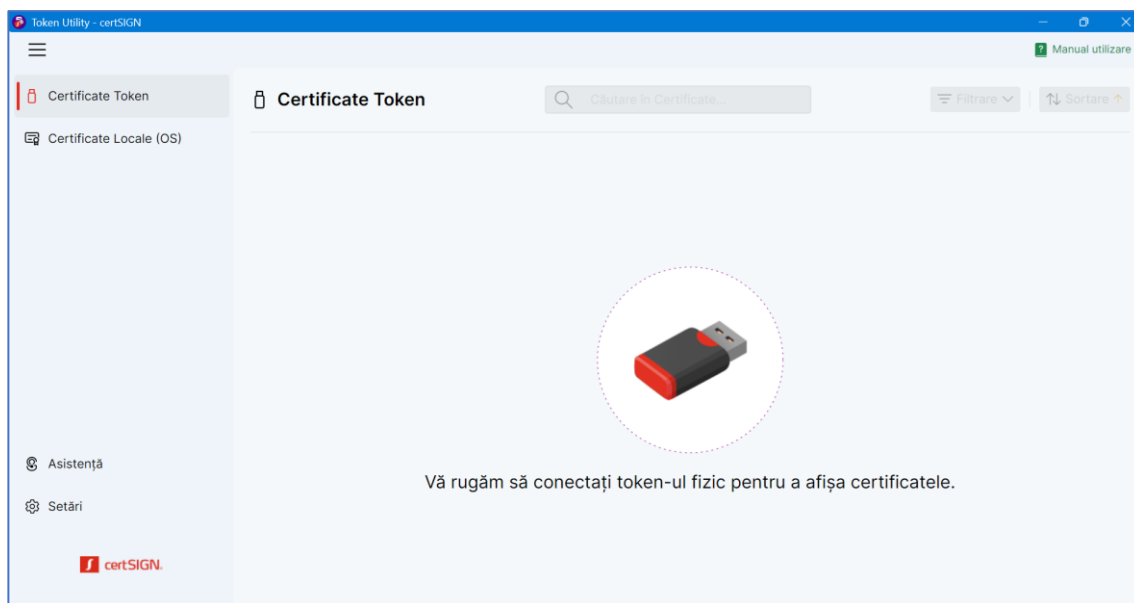 Token Utility - certSIGN
Manual utilizare
Certificate Token
Certificate Locale (OS)
Certificate Token
Căutare în Certificate...
Filtrare
Sortare
Vă rugăm să conectați token-ul fizic pentru a afișa certificatele.
Asistență
Setări
certSIGN.